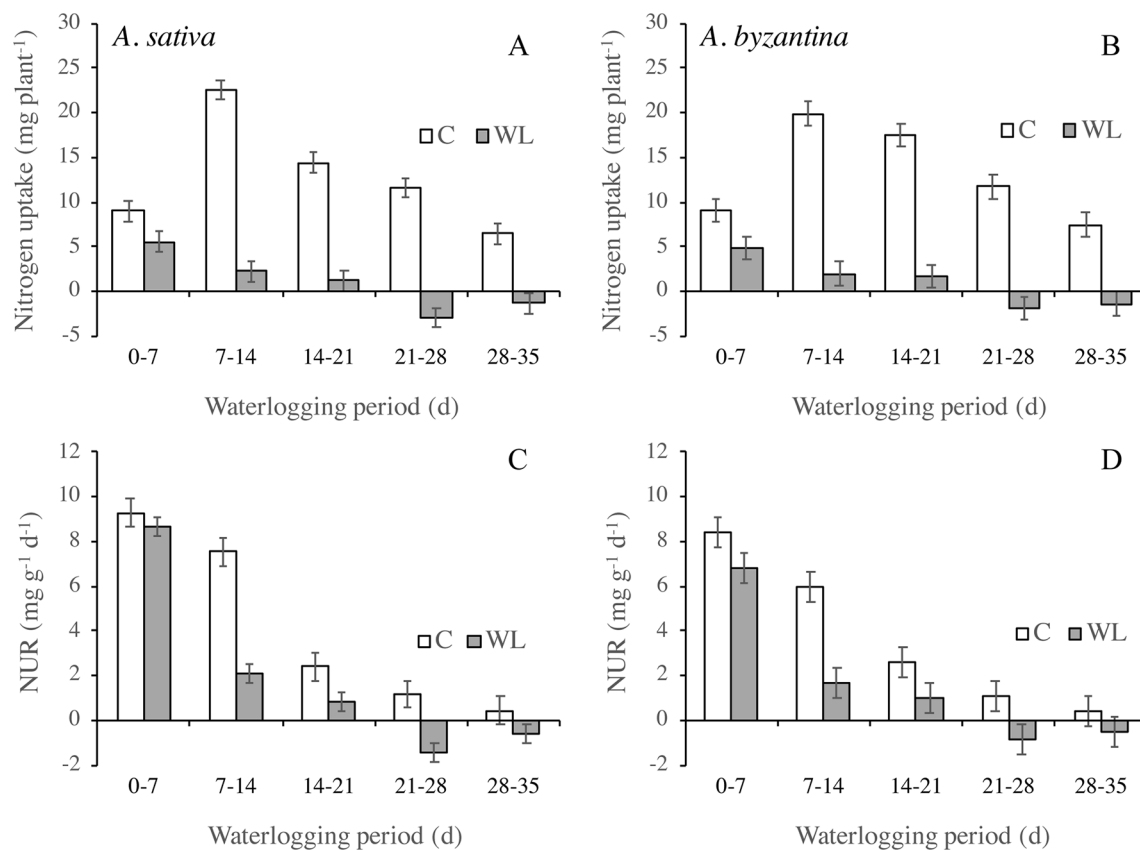 A. sativa
A
30
25
20
15
10
5
0
-5
Nitrogen uptake (mg plant⁻¹)
C WL
0-7 7-14 14-21 21-28 28-35
Waterlogging period (d)
A. byzantina
B
30
25
20
15
10
5
0
-5
Nitrogen uptake (mg plant⁻¹)
C WL
0-7 7-14 14-21 21-28 28-35
Waterlogging period (d)
C
12
10
8
6
4
2
0
-2
NUR (mg g⁻¹ d⁻¹)
C WL
0-7 7-14 14-21 21-28 28-35
Waterlogging period (d)
D
12
10
8
6
4
2
0
-2
NUR (mg g⁻¹ d⁻¹)
C WL
0-7 7-14 14-21 21-28 28-35
Waterlogging period (d)